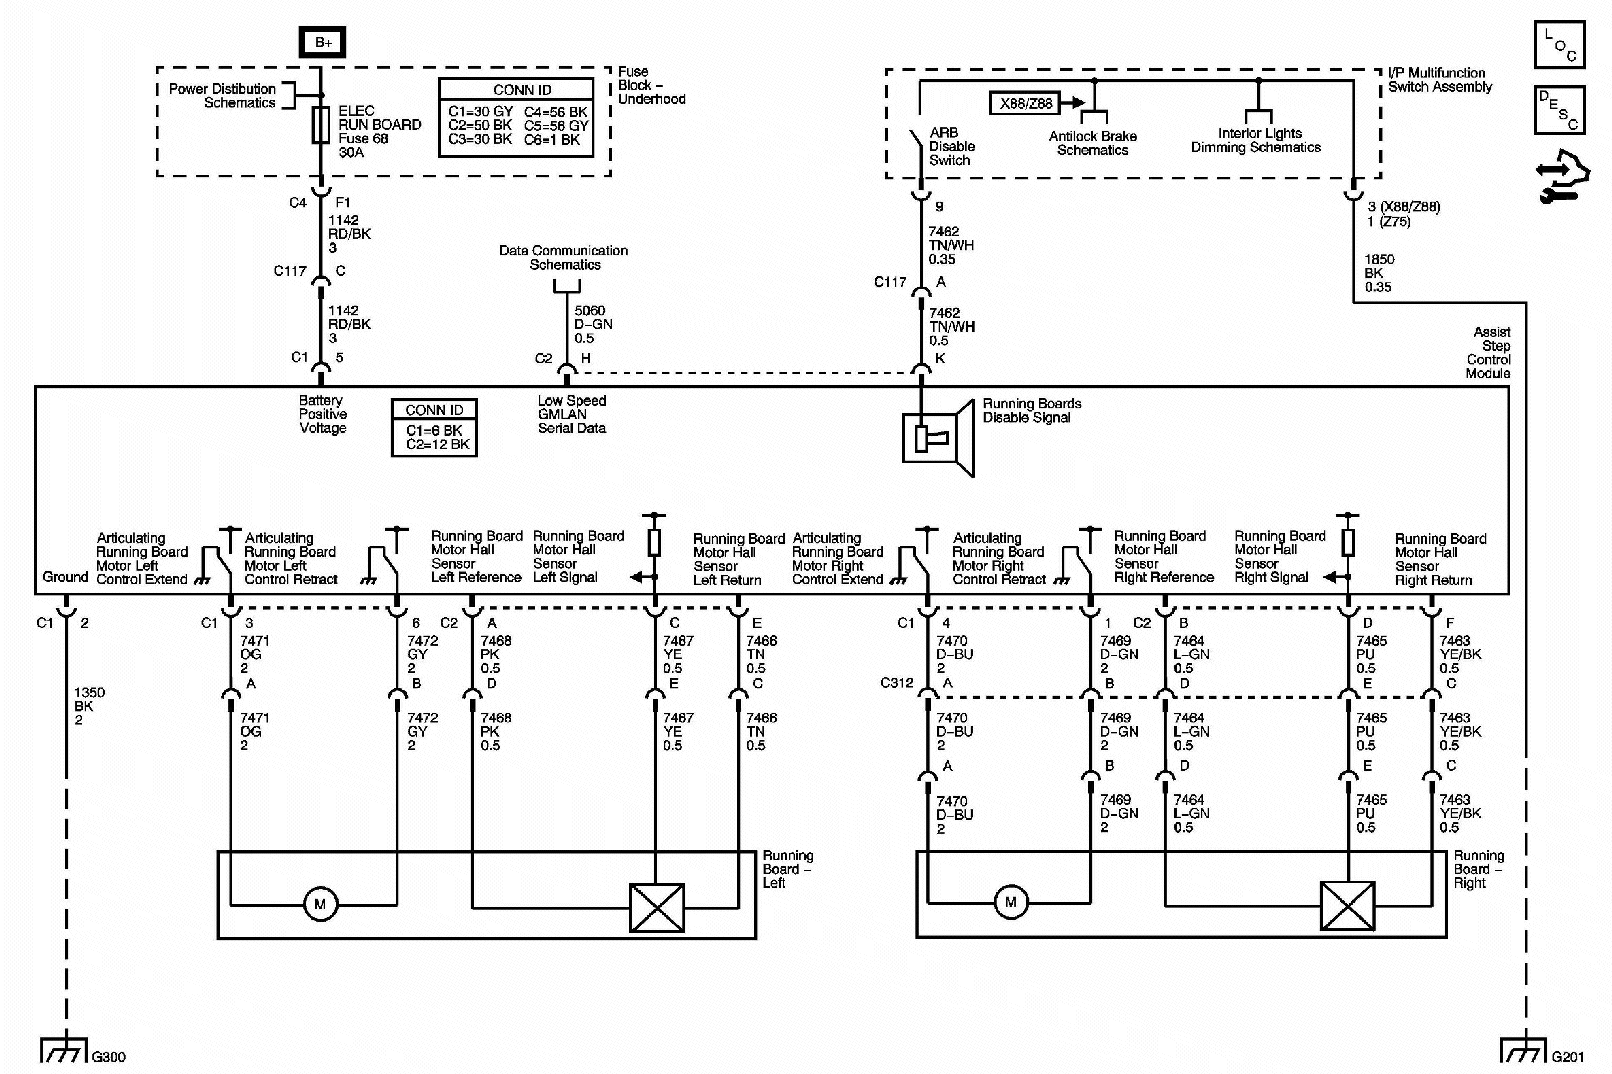 B+
L
O
C
D
E
S
C
Power Distibution
Schematics
ELEC
RUN BOARD
Fuse 68
30A
CONN ID
C1=30 GY C4=56 BK
C2=50 BK C5=56 GY
C3=30 BK C6=1 BK
Fuse
Block –
Underhood
I/P Multifunction
Switch Assembly
ARB
Disable
Switch
X88/Z88
Antilock Brake
Schematics
Interior Lights
Dimming Schematics
C4 F1
1142
RD/BK
3
C117 C
1142
RD/BK
3
C1 5
Data Communication
Schematics
5060
D–GN
0.5
C2 H
9
7462
TN/WH
0.35
C117 A
7462
TN/WH
0.5
K
3 (X88/Z88)
1 (Z75)
1850
BK
0.35
Assist
Step
Control
Module
Battery
Positive
Voltage
CONN ID
C1=6 BK
C2=12 BK
Low Speed
GMLAN
Serial Data
Running Boards
Disable Signal
Ground
Articulating
Running Board
Motor Left
Control Extend
Articulating
Running Board
Motor Left
Control Retract
Running Board
Motor Hall
Sensor
Left Reference
Running Board
Motor Hall
Sensor
Left Signal
Running Board
Motor Hall
Sensor
Left Return
Articulating
Running Board
Motor Right
Control Extend
Articulating
Running Board
Motor Right
Control Retract
Running Board
Motor Hall
Sensor
Right Reference
Running Board
Motor Hall
Sensor
Right Signal
Running Board
Motor Hall
Sensor
Right Return
C1 2 C1 3 6 C2 A C E C1 4 1 C2 B D F
7471 7472 7468 7467 7466 7470 7469 7464 7465 7463
OG GY PK YE TN D–BU D–GN L–GN PU YE/BK
2 2 0.5 0.5 0.5 2 2 0.5 0.5 0.5
A B D E C C312 A B D E C
1350
BK
2
7471 7472 7468 7467 7466 7470 7469 7464 7465 7463
OG GY PK YE TN D–BU D–GN L–GN PU YE/BK
2 2 0.5 0.5 0.5 2 2 0.5 0.5 0.5
A B D E C
7470 7469 7464 7465 7463
D–BU D–GN L–GN PU YE/BK
2 2 0.5 0.5 0.5
Running
Board –
Left
Running
Board –
Right
M
M
G300
G201